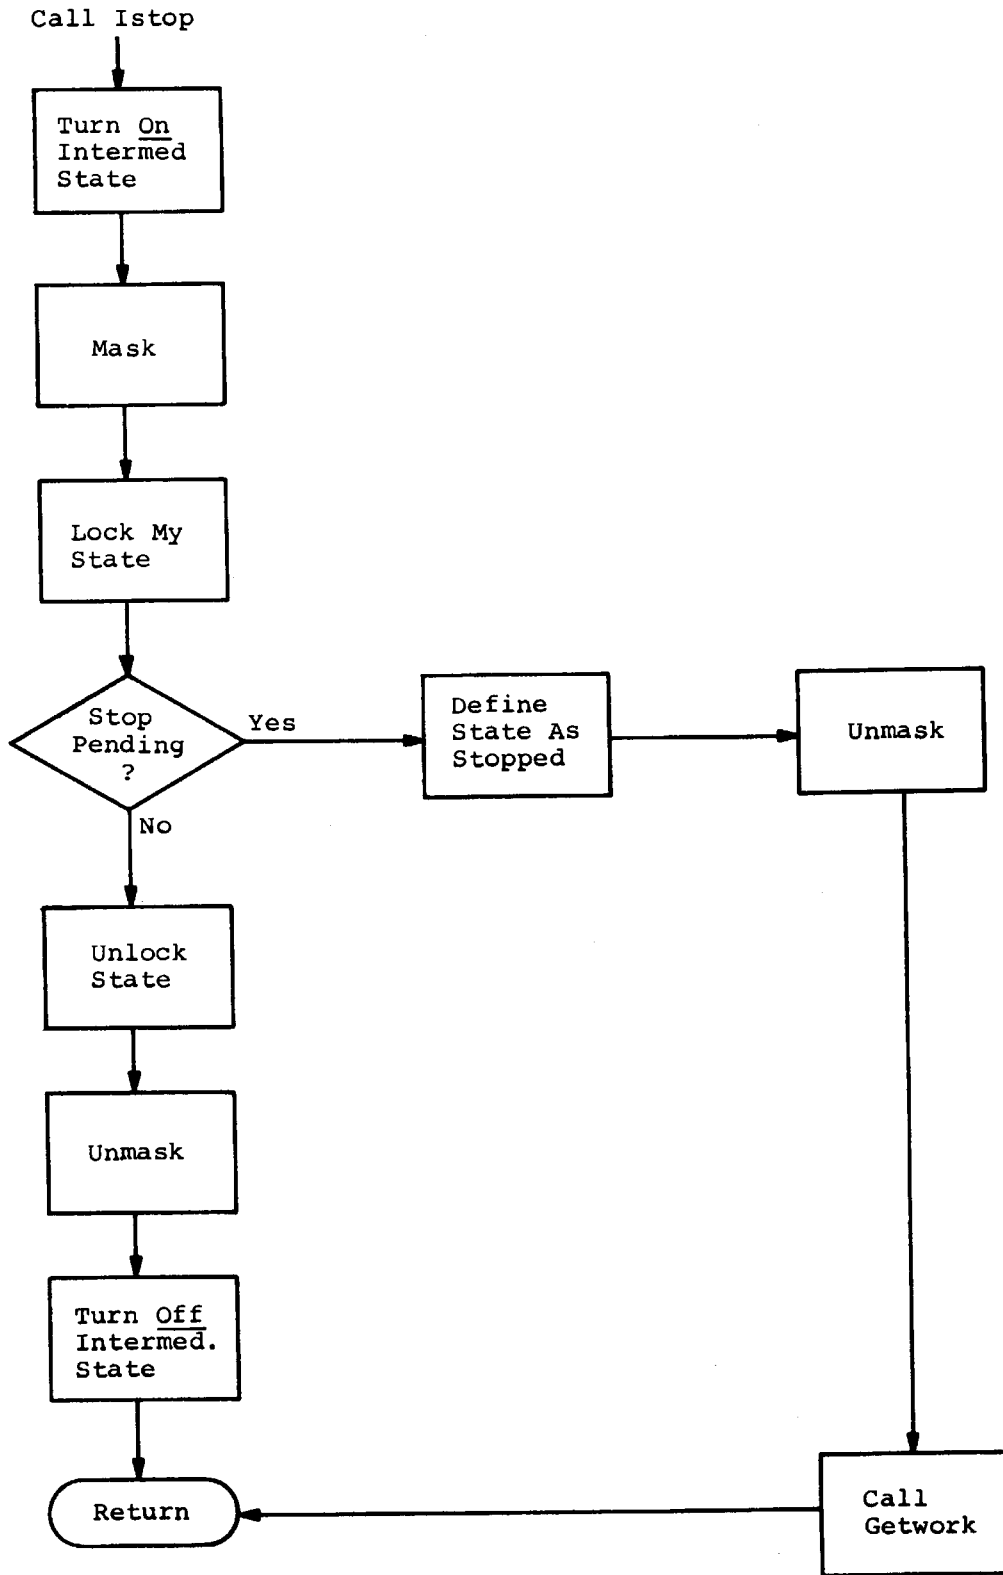 Call Istop
Turn On
Intermed
State
Mask
Lock My
State
Stop
Pending
?
Yes
Define
State As
Stopped
Unmask
No
Unlock
State
Unmask
Turn Off
Intermed.
State
Return
Call
Getwork